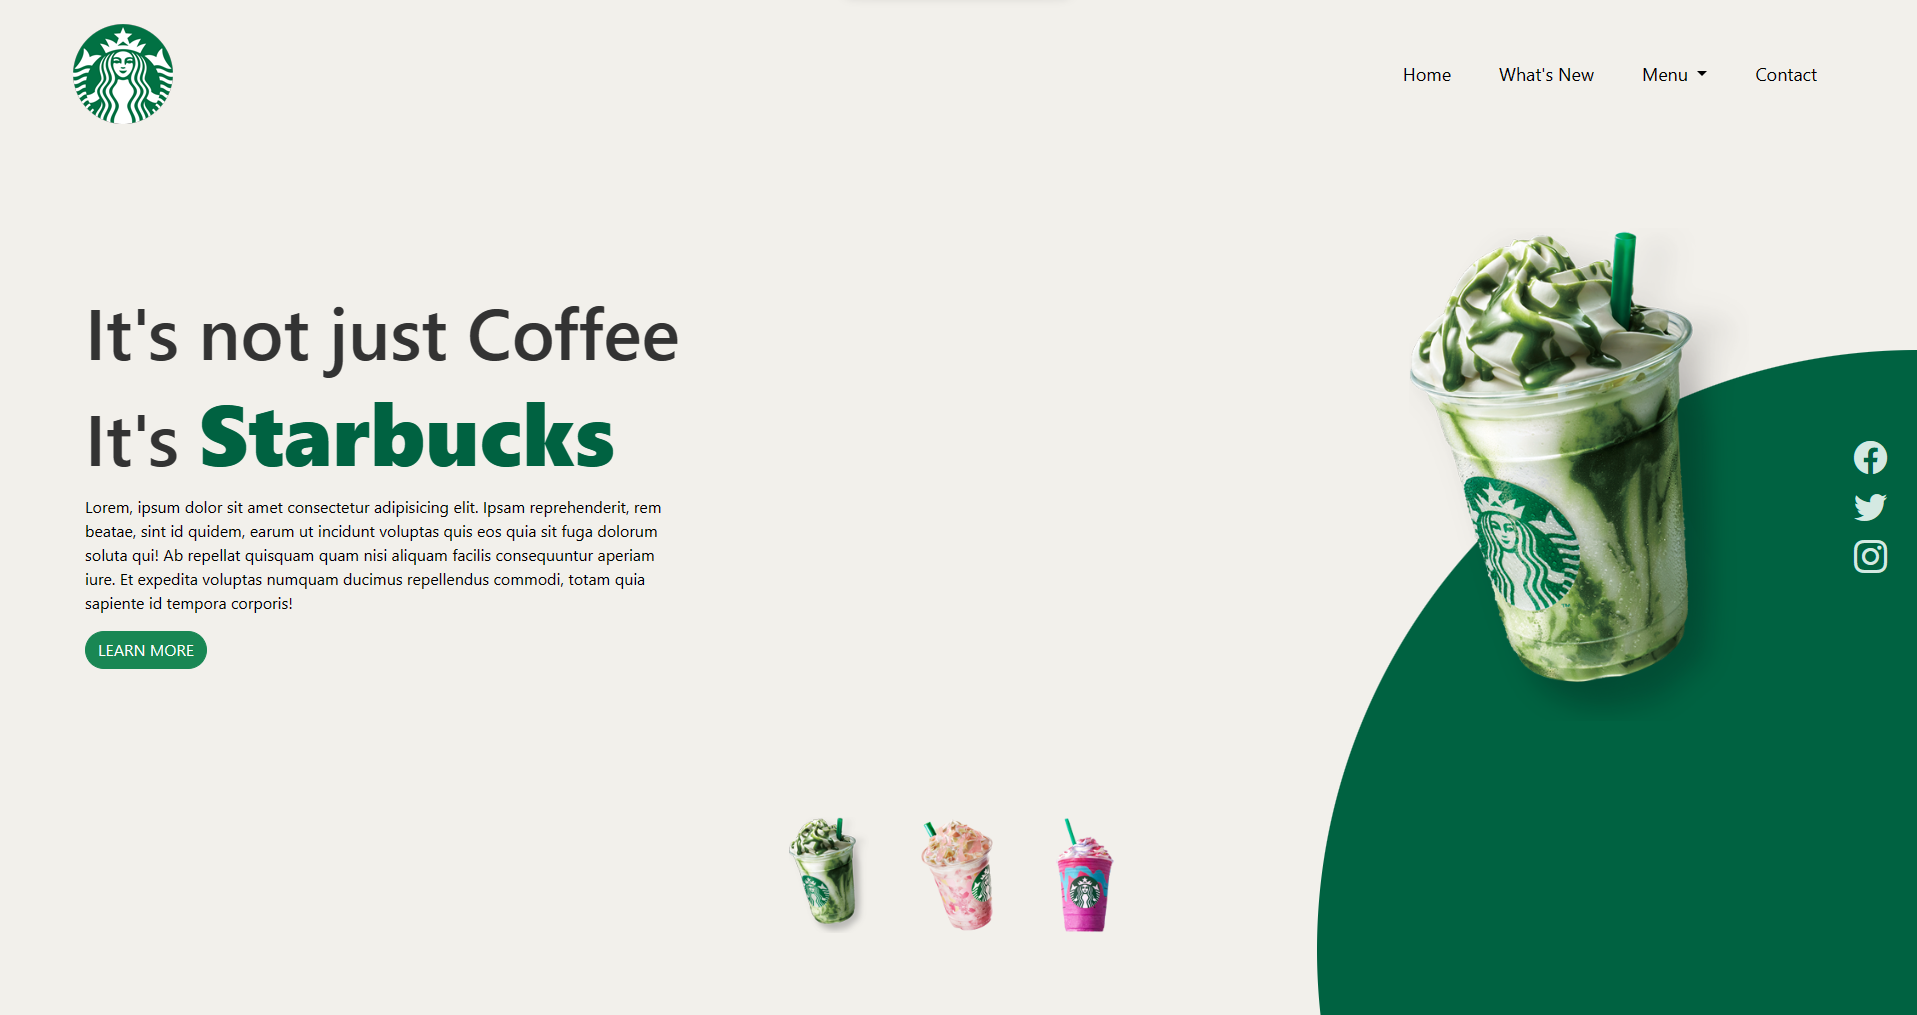 Home What's New Menu Contact
It's not just Coffee
It's Starbucks
Lorem, ipsum dolor sit amet consectetur adipisicing elit. Ipsam reprehenderit, rem
beatae, sint id quidem, earum ut incidunt voluptas quis eos quia sit fuga dolorum
soluta qui! Ab repellat quisquam quam nisi aliquam facilis consequuntur aperiam
iure. Et expedita voluptas numquam ducimus repellendus commodi, totam quia
sapiente id tempora corporis!
LEARN MORE